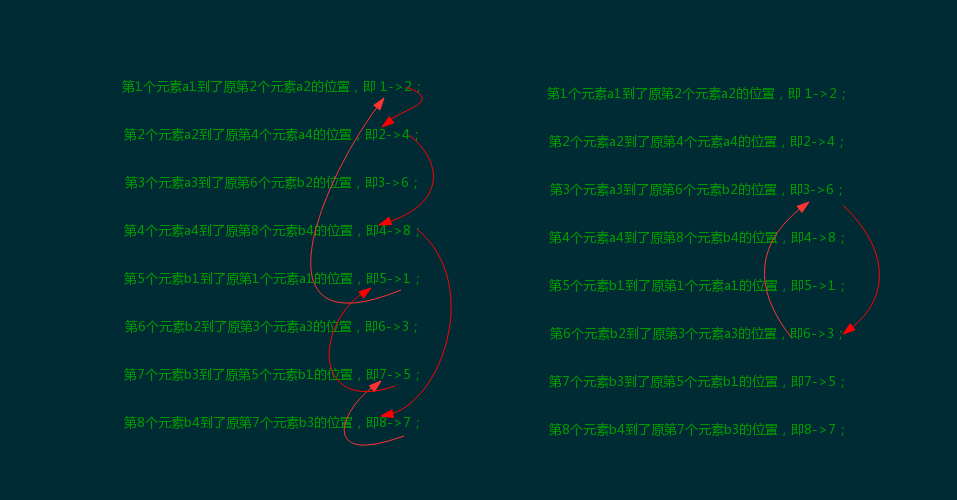 第1个元素a1到了原第2个元素a2的位置，即 1->2；
第2个元素a2到了原第4个元素a4的位置，即2->4；
第3个元素a3到了原第6个元素b2的位置，即3->6；
第4个元素a4到了原第8个元素b4的位置，即4->8；
第5个元素b1到了原第1个元素a1的位置，即5->1；
第6个元素b2到了原第3个元素a3的位置，即6->3；
第7个元素b3到了原第5个元素b1的位置，即7->5；
第8个元素b4到了原第7个元素b3的位置，即8->7；
第1个元素a1到了原第2个元素a2的位置，即 1->2；
第2个元素a2到了原第4个元素a4的位置，即2->4；
第3个元素a3到了原第6个元素b2的位置，即3->6；
第4个元素a4到了原第8个元素b4的位置，即4->8；
第5个元素b1到了原第1个元素a1的位置，即5->1；
第6个元素b2到了原第3个元素a3的位置，即6->3；
第7个元素b3到了原第5个元素b1的位置，即7->5；
第8个元素b4到了原第7个元素b3的位置，即8->7；